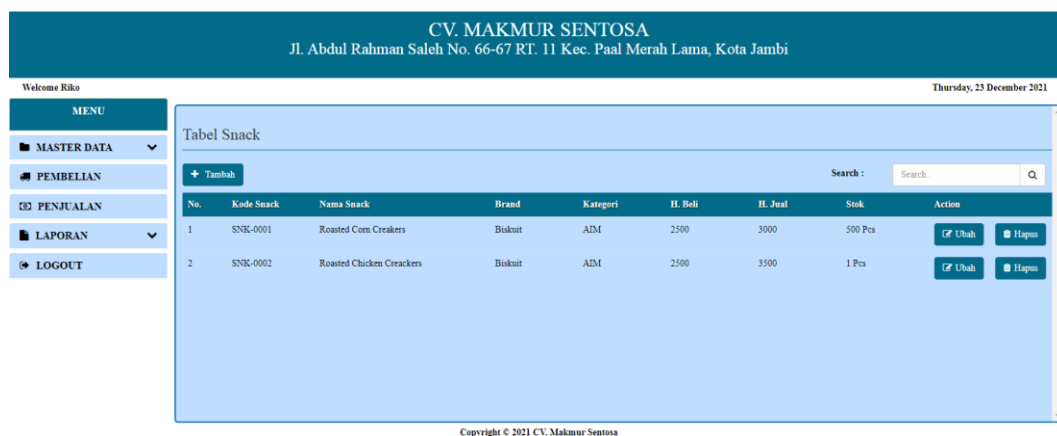 CV. MAKMUR SENTOSA
Jl. Abdul Rahman Saleh No. 66-67 RT. 11 Kec. Paal Merah Lama, Kota Jambi
Welcome Riko Thursday, 23 December 2021
MENU
MASTER DATA
PEMBELIAN
PENJUALAN
LAPORAN
LOGOUT
Tabel Snack
Tambah Search : Search..
No. Kode Snack Nama Snack Brand Kategori H. Beli H. Jual Stok Action
1 SNK-0001 Roasted Corn Creakers Biskuit AIM 2500 3000 500 Pcs Ubah Hapus
2 SNK-0002 Roasted Chicken Creackers Biskuit AIM 2500 3500 1 Pcs Ubah Hapus
Copyright © 2021 CV. Makmur Sentosa